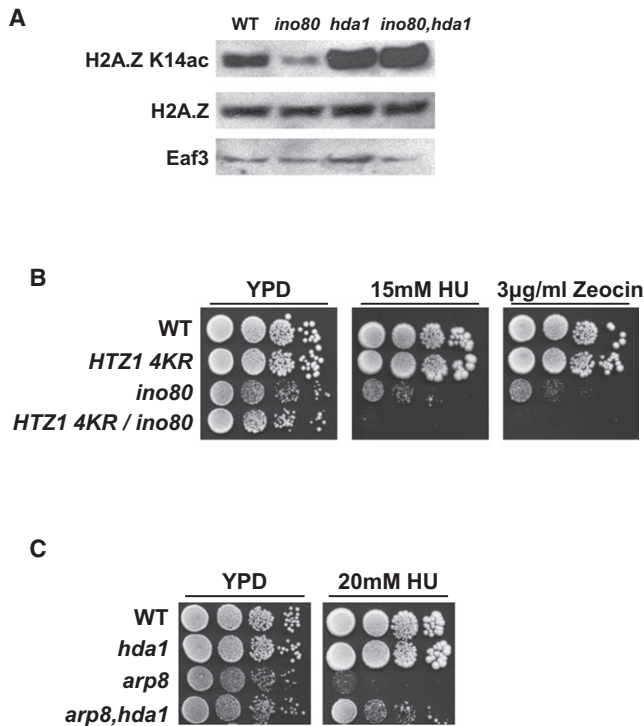 A
WT ino80 hda1 ino80,hda1
H2A.Z K14ac
H2A.Z
Eaf3
B
YPD 15mM HU 3µg/ml Zeocin
WT
HTZ1 4KR
ino80
HTZ1 4KR / ino80
C
YPD 20mM HU
WT
hda1
arp8
arp8,hda1